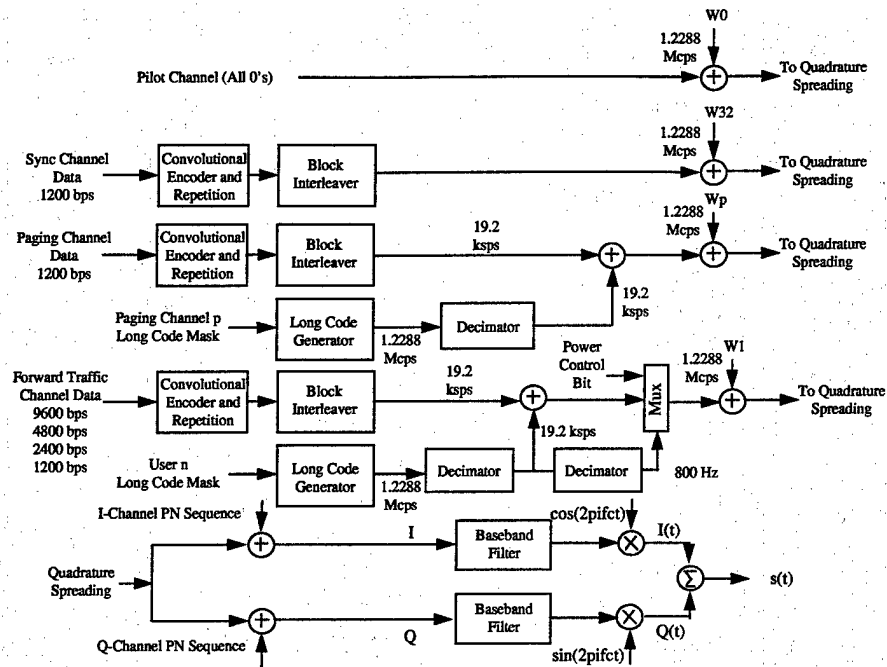 W0
1.2288
Mcps
Pilot Channel (All 0's)
To Quadrature
Spreading
W32
1.2288
Mcps
Sync Channel
Data
1200 bps
Convolutional
Encoder and
Repetition
Block
Interleaver
To Quadrature
Spreading
Wp
1.2288
Mcps
Paging Channel
Data
1200 bps
Convolutional
Encoder and
Repetition
Block
Interleaver
19.2
ksps
To Quadrature
Spreading
19.2
ksps
Paging Channel p
Long Code Mask
Long Code
Generator
1.2288
Mcps
Decimator
Power
Control
Bit
W1
1.2288
Mcps
Forward Traffic
Channel Data
9600 bps
4800 bps
2400 bps
1200 bps
Convolutional
Encoder and
Repetition
Block
Interleaver
19.2
ksps
Mux
To Quadrature
Spreading
19.2 ksps
User n
Long Code Mask
Long Code
Generator
1.2288
Mcps
Decimator
Decimator
800 Hz
I-Channel PN Sequence
cos(2pifct)
I
Baseband
Filter
I(t)
Quadrature
Spreading
Σ
s(t)
Q
Baseband
Filter
Q(t)
Q-Channel PN Sequence
sin(2pifct)